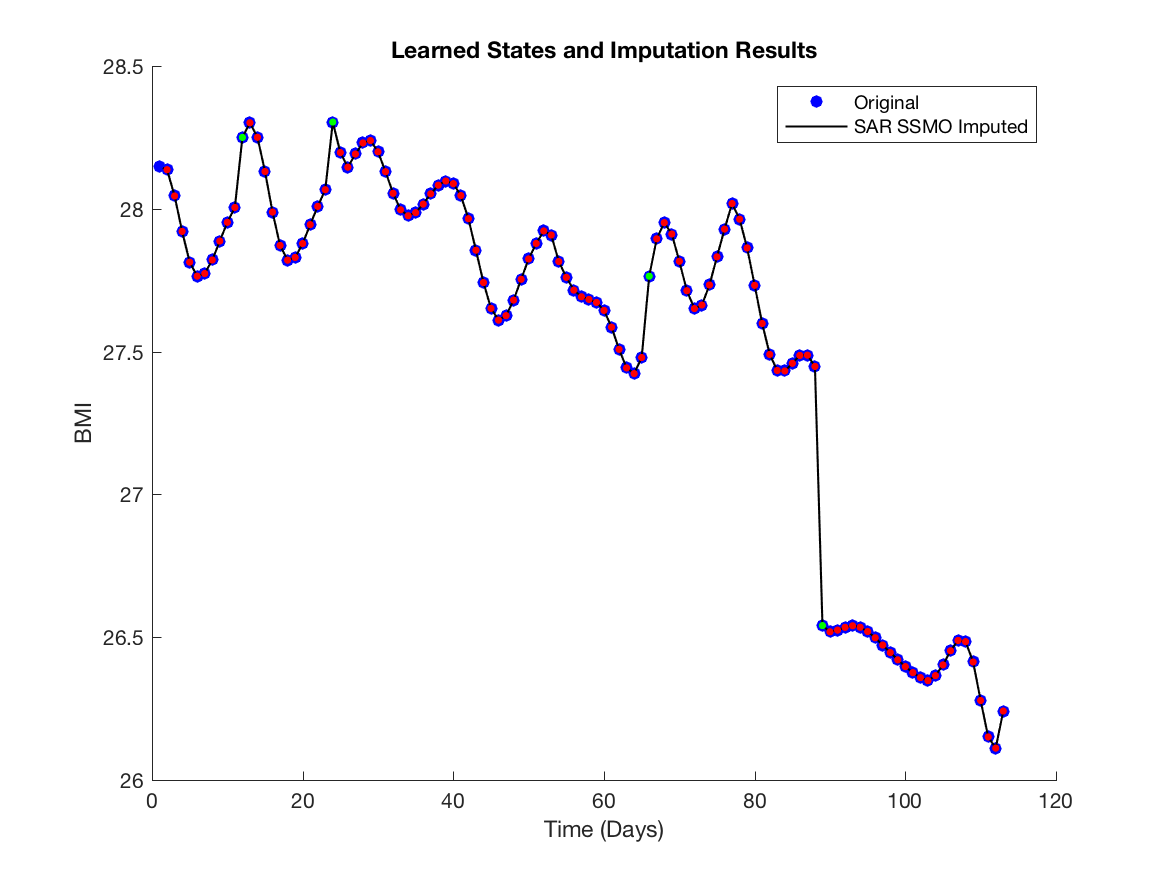 Learned States and Imputation Results
Original
SAR SSMO Imputed
28.5
28
27.5
27
26.5
26
BMI
0 20 40 60 80 100 120
Time (Days)